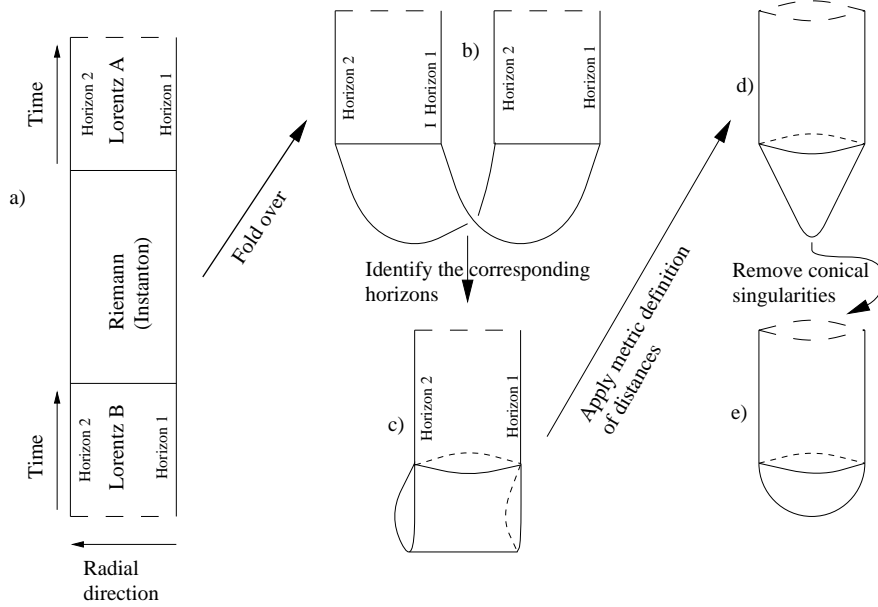 a)
Time
Horizon 2
Lorentz A
Horizon 1
Riemann
(Instanton)
Time
Horizon 2
Lorentz B
Horizon 1
Radial
direction
Fold over
b)
Horizon 2
I Horizon 1
Horizon 2
Horizon 1
Identify the corresponding
horizons
c)
Horizon 2
Horizon 1
Apply metric definition
of distances
d)
Remove conical
singularities
e)